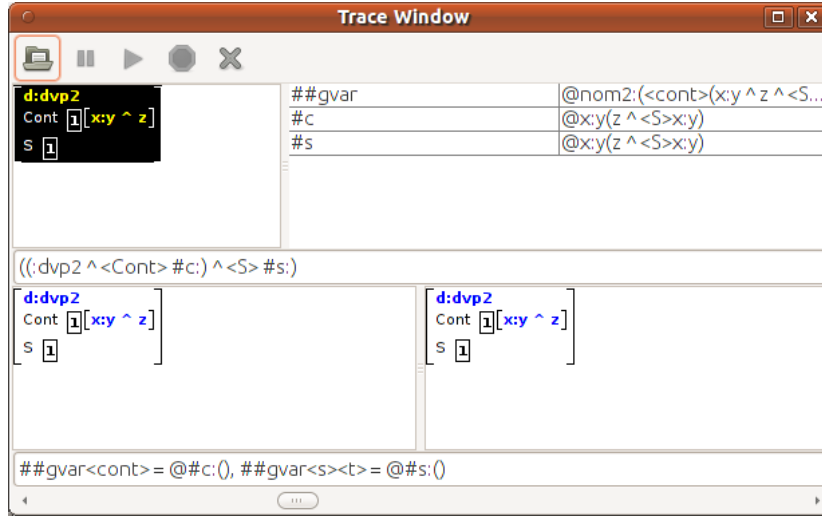 Trace Window
d:dvp2
Cont 1[x:y ^ z]
S 1
##gvar @nom2:(<cont>(x:y ^ z ^ <S...
#c @x:y(z ^ <S>x:y)
#s @x:y(z ^ <S>x:y)
((:dvp2 ^ <Cont> #c:) ^ <S> #s:)
d:dvp2
Cont 1[x:y ^ z]
S 1
d:dvp2
Cont 1[x:y ^ z]
S 1
##gvar<cont>= @#c:(), ##gvar<s><t>= @#s:()